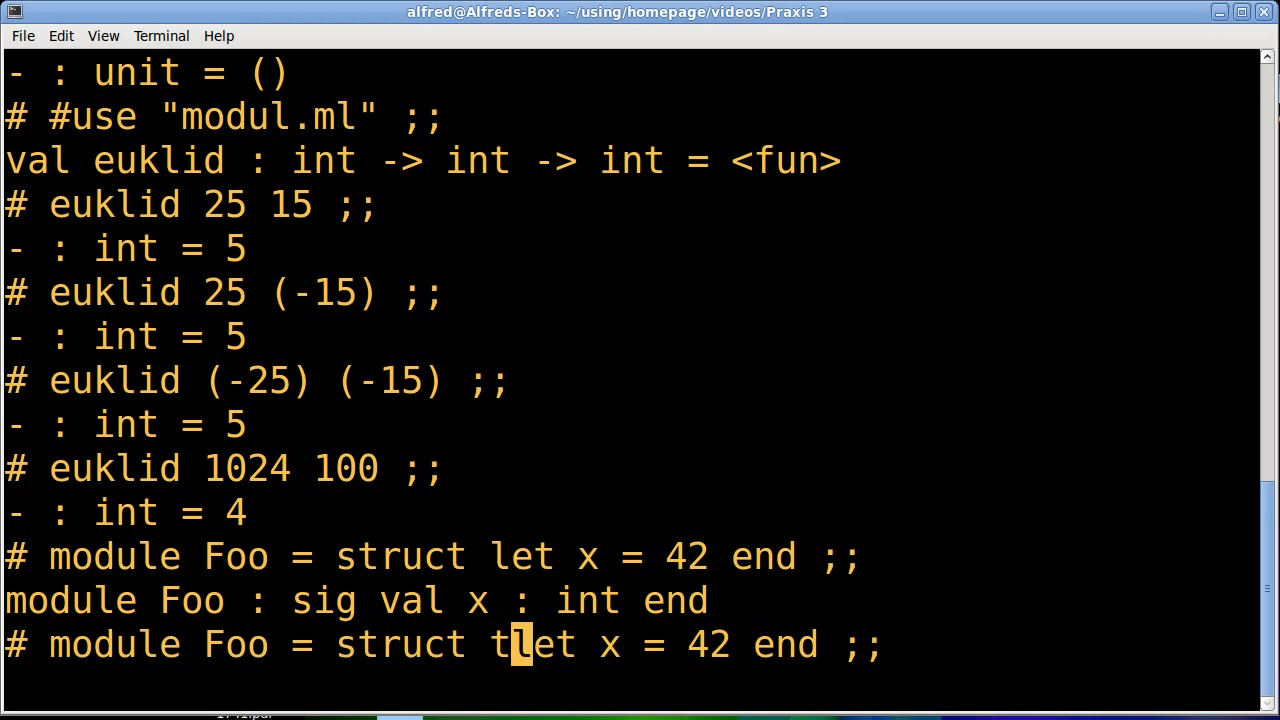 alfred@Alfreds-Box: ~/using/homepage/videos/Praxis 3
File Edit View Terminal Help
- : unit = ()
# #use "modul.ml" ;;
val euklid : int -> int -> int = <fun>
# euklid 25 15 ;;
- : int = 5
# euklid 25 (-15) ;;
- : int = 5
# euklid (-25) (-15) ;;
- : int = 5
# euklid 1024 100 ;;
- : int = 4
# module Foo = struct let x = 42 end ;;
module Foo : sig val x : int end
# module Foo = struct tlet x = 42 end ;;